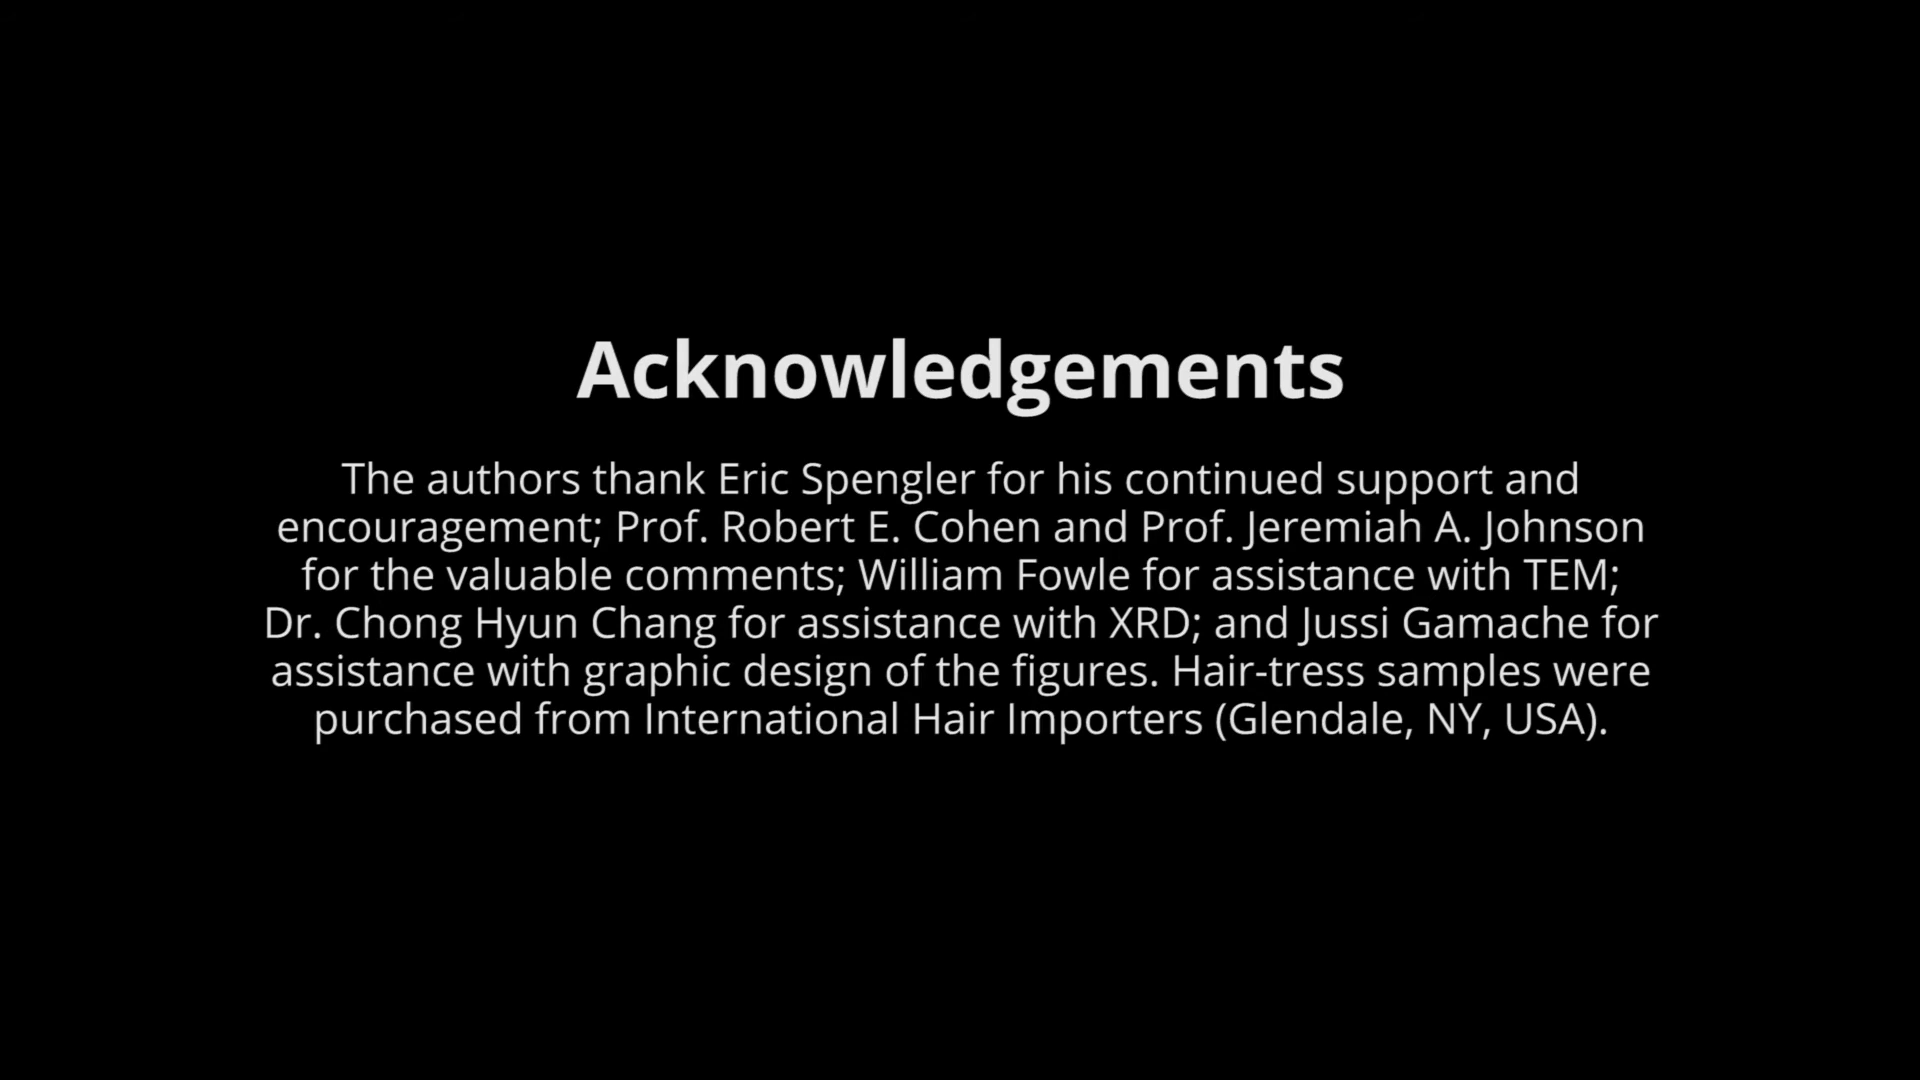 Acknowledgements
The authors thank Eric Spengler for his continued support and
encouragement; Prof. Robert E. Cohen and Prof. Jeremiah A. Johnson
for the valuable comments; William Fowle for assistance with TEM;
Dr. Chong Hyun Chang for assistance with XRD; and Jussi Gamache for
assistance with graphic design of the figures. Hair-tress samples were
purchased from International Hair Importers (Glendale, NY, USA).